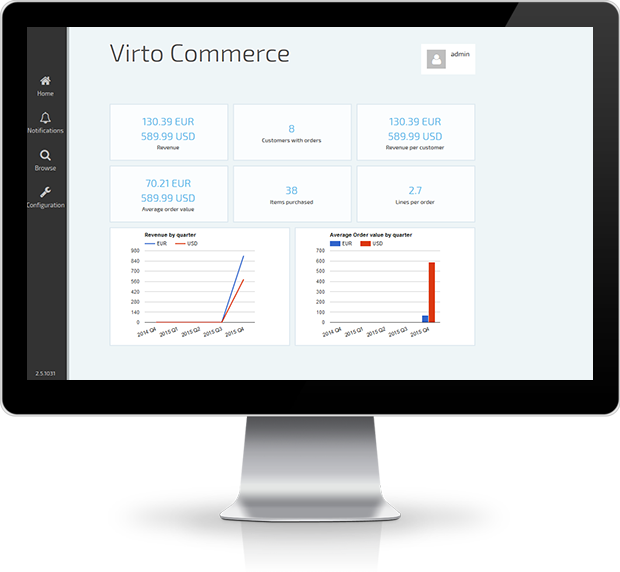 Virto Commerce
admin
Home
Notifications
Browse
Configuration
2.5.1031
130.39 EUR
589.99 USD
Revenue
8
Customers with orders
130.39 EUR
589.99 USD
Revenue per customer
70.21 EUR
589.99 USD
Average order value
38
Items purchased
2.7
Lines per order
Revenue by quarter
EUR USD
980
840
700
560
420
280
140
0
2014 Q4 2015 Q1 2015 Q2 2015 Q3 2015 Q4
Average Order value by quarter
EUR USD
700
600
500
400
300
200
100
0
2014 Q4 2015 Q1 2015 Q2 2015 Q3 2015 Q4